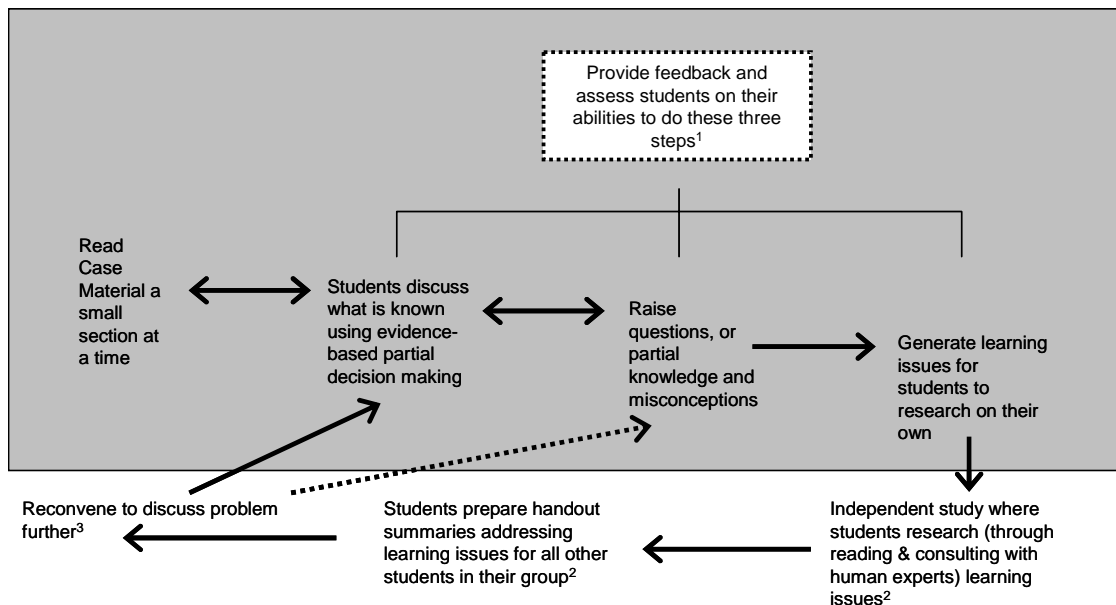 Provide feedback and
assess students on their
abilities to do these three
steps¹
Read
Case
Material a
small
section at
a time
Students discuss
what is known
using evidence-
based partial
decision making
Raise
questions, or
partial
knowledge and
misconceptions
Generate learning
issues for
students to
research on their
own
Reconvene to discuss problem
further³
Students prepare handout
summaries addressing
learning issues for all other
students in their group²
Independent study where
students research (through
reading & consulting with
human experts) learning
issues²